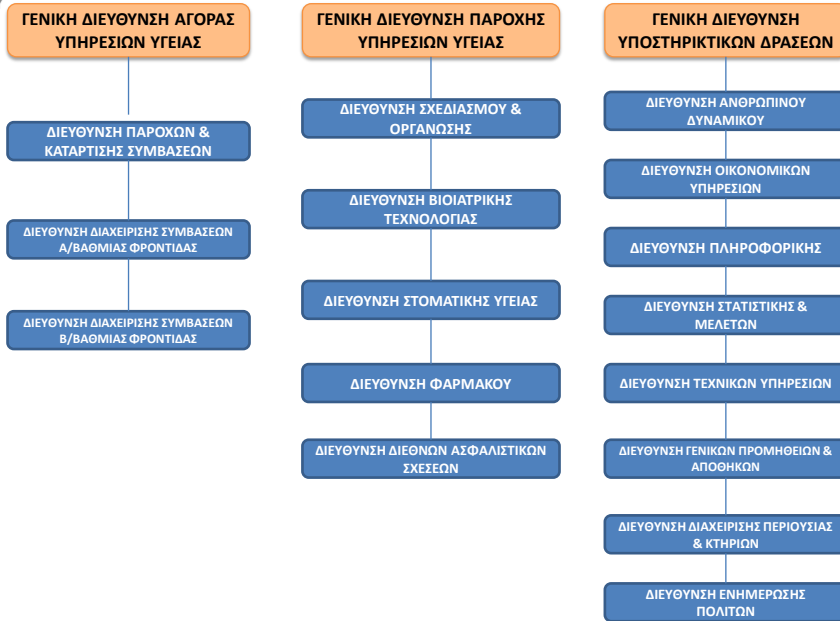 ΓΕΝΙΚΗ ΔΙΕΥΘΥΝΣΗ ΑΓΟΡΑΣ
ΥΠΗΡΕΣΙΩΝ ΥΓΕΙΑΣ
ΔΙΕΥΘΥΝΣΗ ΠΑΡΟΧΩΝ &
ΚΑΤΑΡΤΙΣΗΣ ΣΥΜΒΑΣΕΩΝ
ΔΙΕΥΘΥΝΣΗ ΔΙΑΧΕΙΡΙΣΗΣ ΣΥΜΒΑΣΕΩΝ
Α/ΒΑΘΜΙΑΣ ΦΡΟΝΤΙΔΑΣ
ΔΙΕΥΘΥΝΣΗ ΔΙΑΧΕΙΡΙΣΗΣ ΣΥΜΒΑΣΕΩΝ
Β/ΒΑΘΜΙΑΣ ΦΡΟΝΤΙΔΑΣ
ΓΕΝΙΚΗ ΔΙΕΥΘΥΝΣΗ ΠΑΡΟΧΗΣ
ΥΠΗΡΕΣΙΩΝ ΥΓΕΙΑΣ
ΔΙΕΥΘΥΝΣΗ ΣΧΕΔΙΑΣΜΟΥ &
ΟΡΓΑΝΩΣΗΣ
ΔΙΕΥΘΥΝΣΗ ΒΙΟΙΑΤΡΙΚΗΣ
ΤΕΧΝΟΛΟΓΙΑΣ
ΔΙΕΥΘΥΝΣΗ ΣΤΟΜΑΤΙΚΗΣ ΥΓΕΙΑΣ
ΔΙΕΥΘΥΝΣΗ ΦΑΡΜΑΚΟΥ
ΔΙΕΥΘΥΝΣΗ ΔΙΕΘΝΩΝ ΑΣΦΑΛΙΣΤΙΚΩΝ
ΣΧΕΣΕΩΝ
ΓΕΝΙΚΗ ΔΙΕΥΘΥΝΣΗ
ΥΠΟΣΤΗΡΙΚΤΙΚΩΝ ΔΡΑΣΕΩΝ
ΔΙΕΥΘΥΝΣΗ ΑΝΘΡΩΠΙΝΟΥ
ΔΥΝΑΜΙΚΟΥ
ΔΙΕΥΘΥΝΣΗ ΟΙΚΟΝΟΜΙΚΩΝ
ΥΠΗΡΕΣΙΩΝ
ΔΙΕΥΘΥΝΣΗ ΠΛΗΡΟΦΟΡΙΚΗΣ
ΔΙΕΥΘΥΝΣΗ ΣΤΑΤΙΣΤΙΚΗΣ &
ΜΕΛΕΤΩΝ
ΔΙΕΥΘΥΝΣΗ ΤΕΧΝΙΚΩΝ ΥΠΗΡΕΣΙΩΝ
ΔΙΕΥΘΥΝΣΗ ΓΕΝΙΚΩΝ ΠΡΟΜΗΘΕΙΩΝ &
ΑΠΟΘΗΚΩΝ
ΔΙΕΥΘΥΝΣΗ ΔΙΑΧΕΙΡΙΣΗΣ ΠΕΡΙΟΥΣΙΑΣ
& ΚΤΗΡΙΩΝ
ΔΙΕΥΘΥΝΣΗ ΕΝΗΜΕΡΩΣΗΣ
ΠΟΛΙΤΩΝ